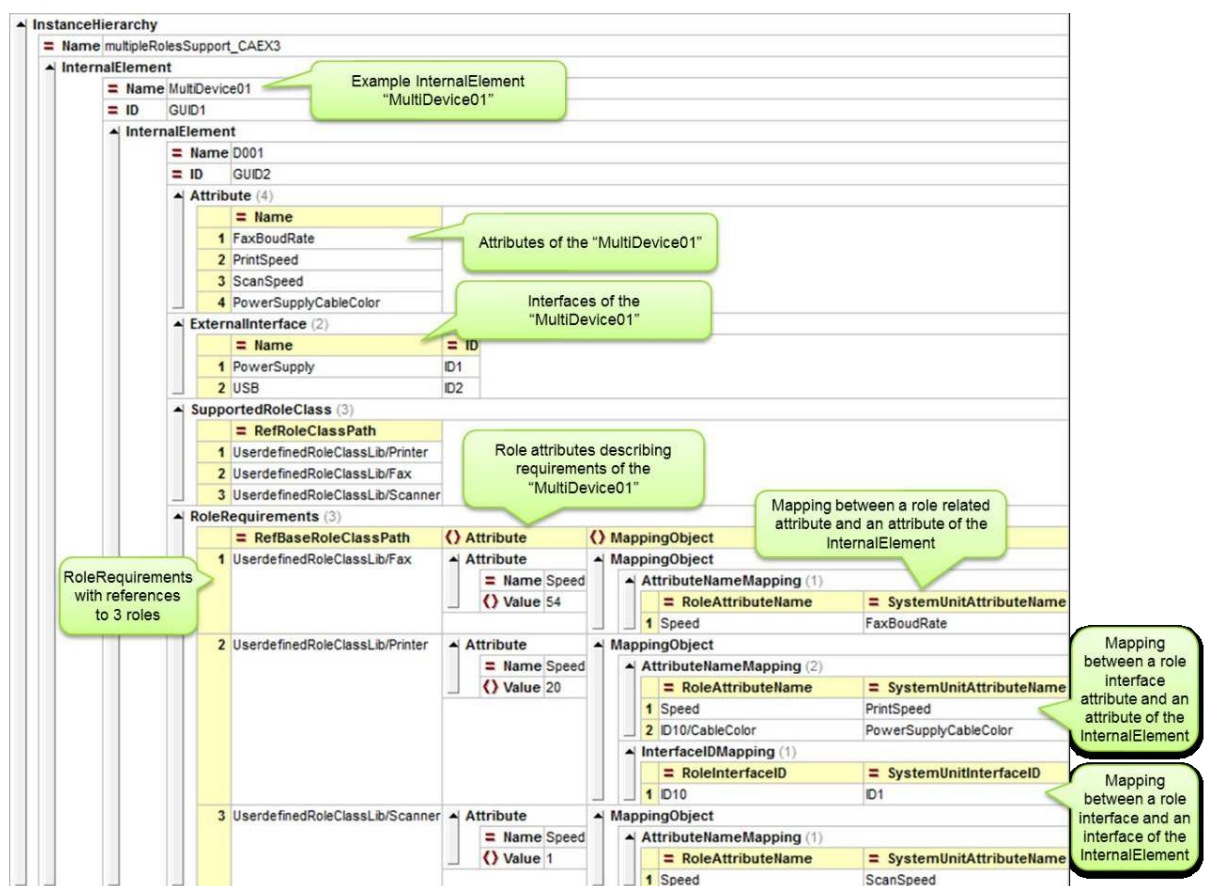 InstanceHierarchy
= Name multipleRolesSupport_CAEX3
InternalElement
= Name MultiDevice01
Example InternalElement
“MultiDevice01”
= ID GUID1
InternalElement
= Name D001
= ID GUID2
Attribute (4)
= Name
1 FaxBoudRate
2 PrintSpeed
3 ScanSpeed
4 PowerSupplyCableColor
Attributes of the “MultiDevice01”
ExternalInterface (2)
= Name = ID
1 PowerSupply ID1
2 USB ID2
Interfaces of the
“MultiDevice01”
SupportedRoleClass (3)
= RefRoleClassPath
1 UserdefinedRoleClassLib/Printer
2 UserdefinedRoleClassLib/Fax
3 UserdefinedRoleClassLib/Scanner
Role attributes describing
requirements of the
“MultiDevice01”
Mapping between a role related
attribute and an attribute of the
InternalElement
RoleRequirements (3)
= RefBaseRoleClassPath () Attribute () MappingObject
1 UserdefinedRoleClassLib/Fax Attribute MappingObject
= Name Speed AttributeNameMapping (1)
() Value 54 = RoleAttributeName = SystemUnitAttributeName
1 Speed FaxBoudRate
RoleRequirements
with references
to 3 roles
2 UserdefinedRoleClassLib/Printer Attribute MappingObject
= Name Speed AttributeNameMapping (2)
() Value 20 = RoleAttributeName = SystemUnitAttributeName
1 Speed PrintSpeed
2 ID10/CableColor PowerSupplyCableColor
Mapping
between a role
interface
attribute and an
attribute of the
InternalElement
InterfaceIDMapping (1)
= RoleInterfaceID = SystemUnitInterfaceID
1 ID10 ID1
Mapping
between a role
interface and an
interface of the
InternalElement
3 UserdefinedRoleClassLib/Scanner Attribute MappingObject
= Name Speed AttributeNameMapping (1)
() Value 1 = RoleAttributeName = SystemUnitAttributeName
1 Speed ScanSpeed